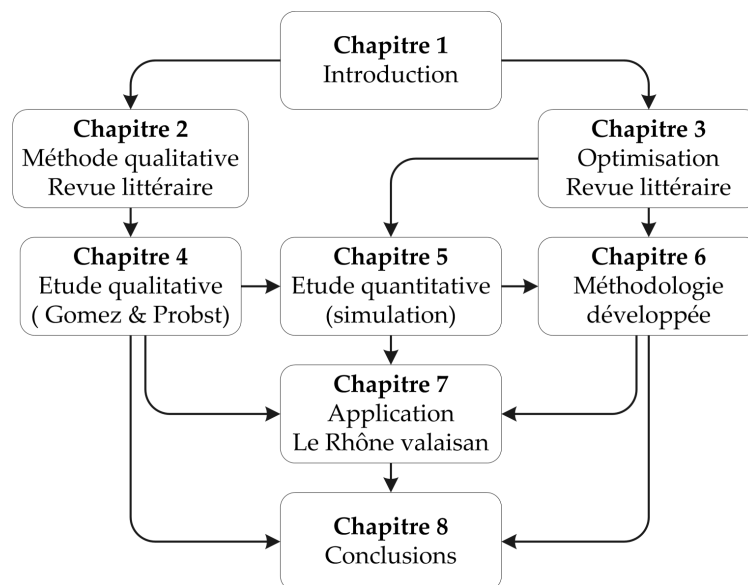 Chapitre 1
Introduction
Chapitre 2
Méthode qualitative
Revue littéraire
Chapitre 3
Optimisation
Revue littéraire
Chapitre 4
Etude qualitative
( Gomez & Probst)
Chapitre 5
Etude quantitative
(simulation)
Chapitre 6
Méthodologie
développée
Chapitre 7
Application
Le Rhône valaisan
Chapitre 8
Conclusions